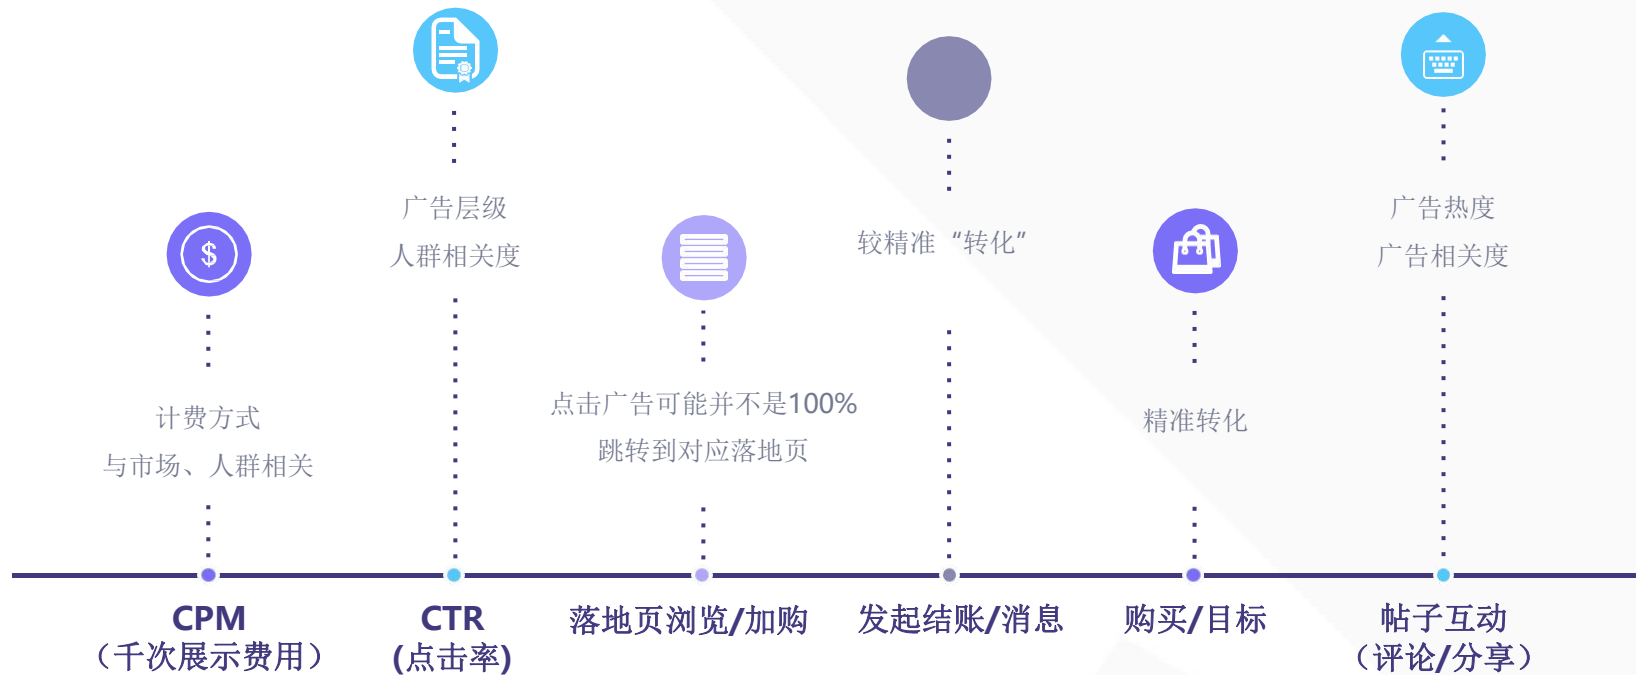 $
计费方式
与市场、人群相关
CPM
（千次展示费用）
广告层级
人群相关度
CTR
(点击率)
点击广告可能并不是100%
跳转到对应落地页
落地页浏览/加购
较精准“转化”
发起结账/消息
精准转化
购买/目标
广告热度
广告相关度
帖子互动
（评论/分享）